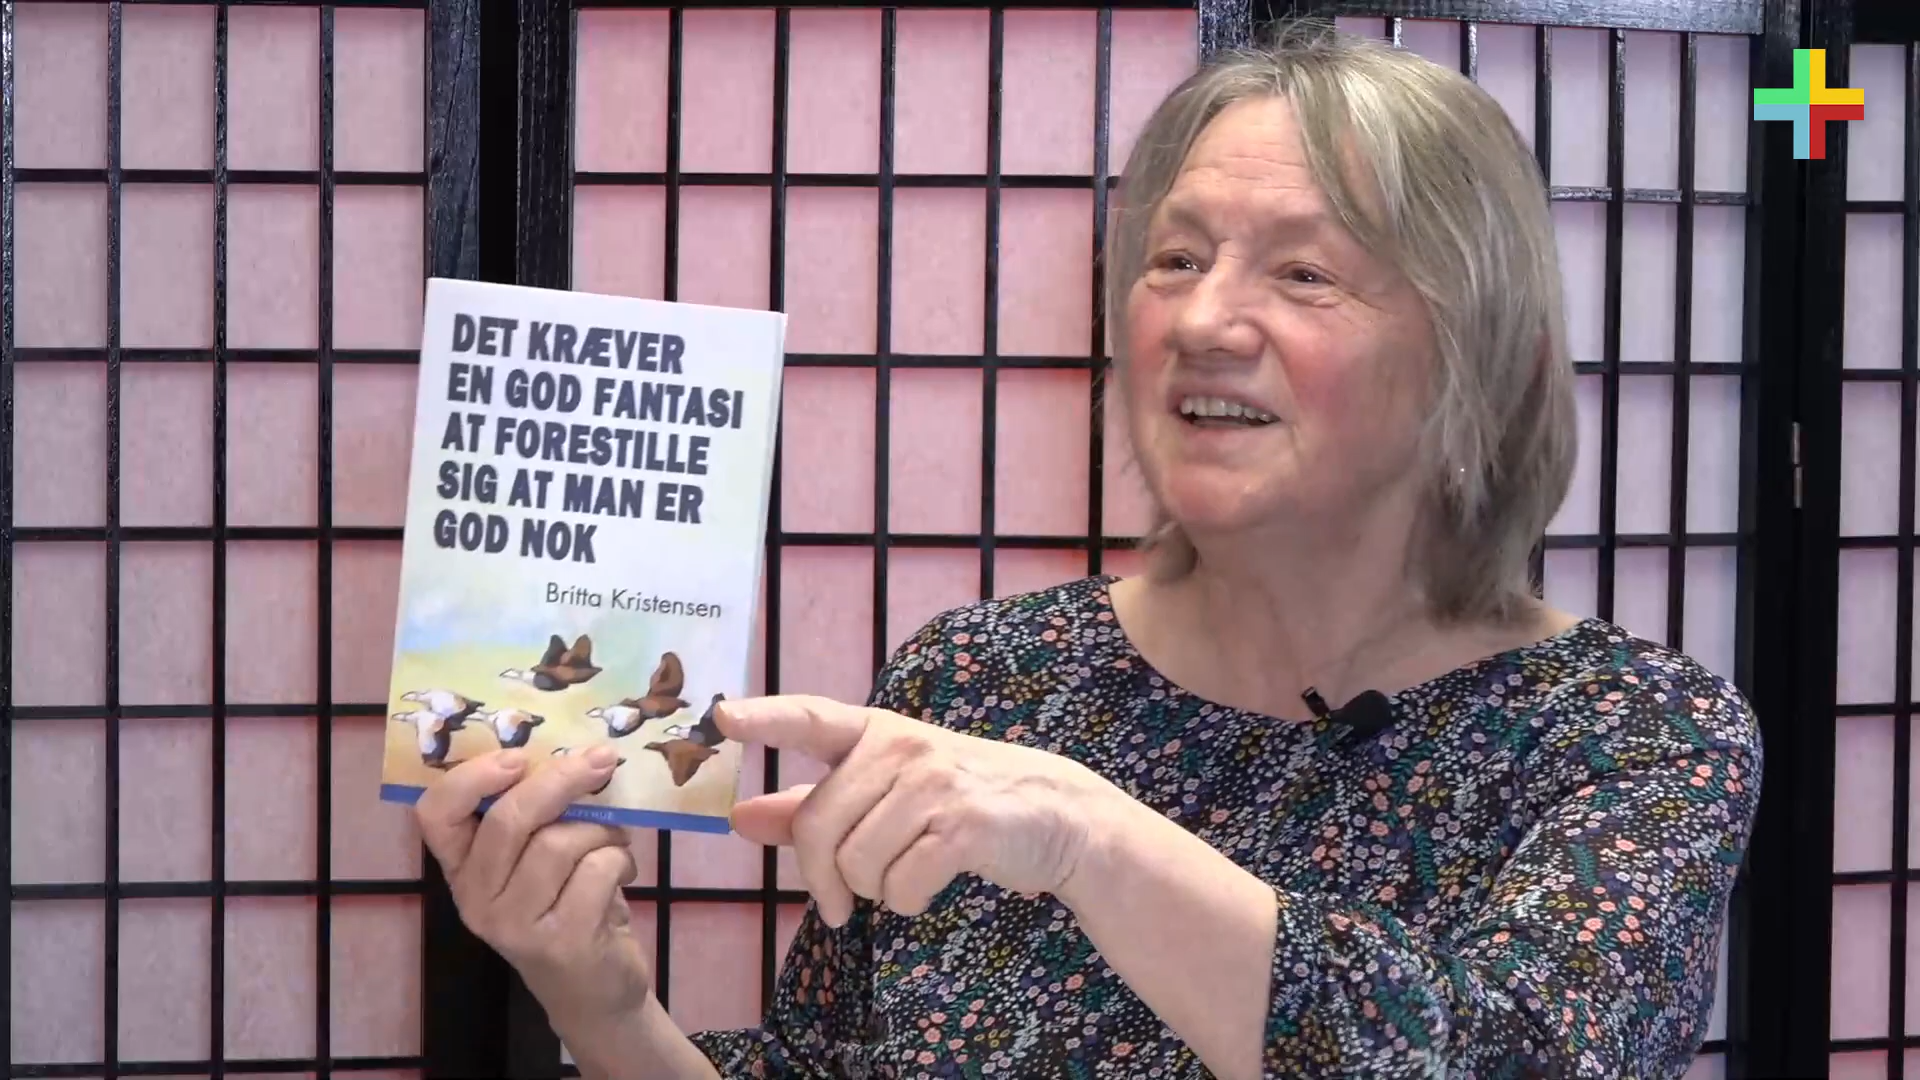 DET KRÆVER
EN GOD FANTASI
AT FORESTILLE
SIG AT MAN ER
GOD NOK
Britta Kristensen